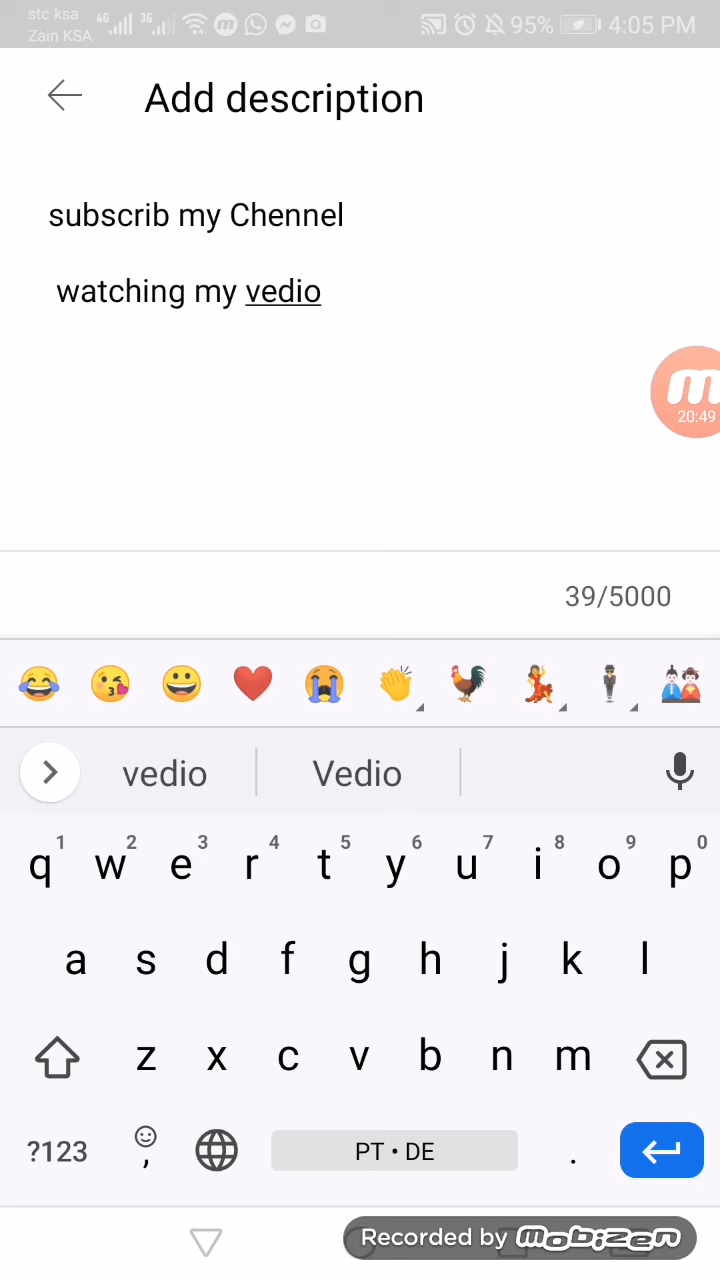 stc ksa 4G 3G 95% 4:05 PM
Zain KSA
Add description
subscrib my Chennel
watching my vedio
m
20:49
39/5000
vedio Vedio
1 2 3 4 5 6 7 8 9 0
q w e r t y u i o p
a s d f g h j k l
z x c v b n m
?123 , PT • DE .
Recorded by mobizen